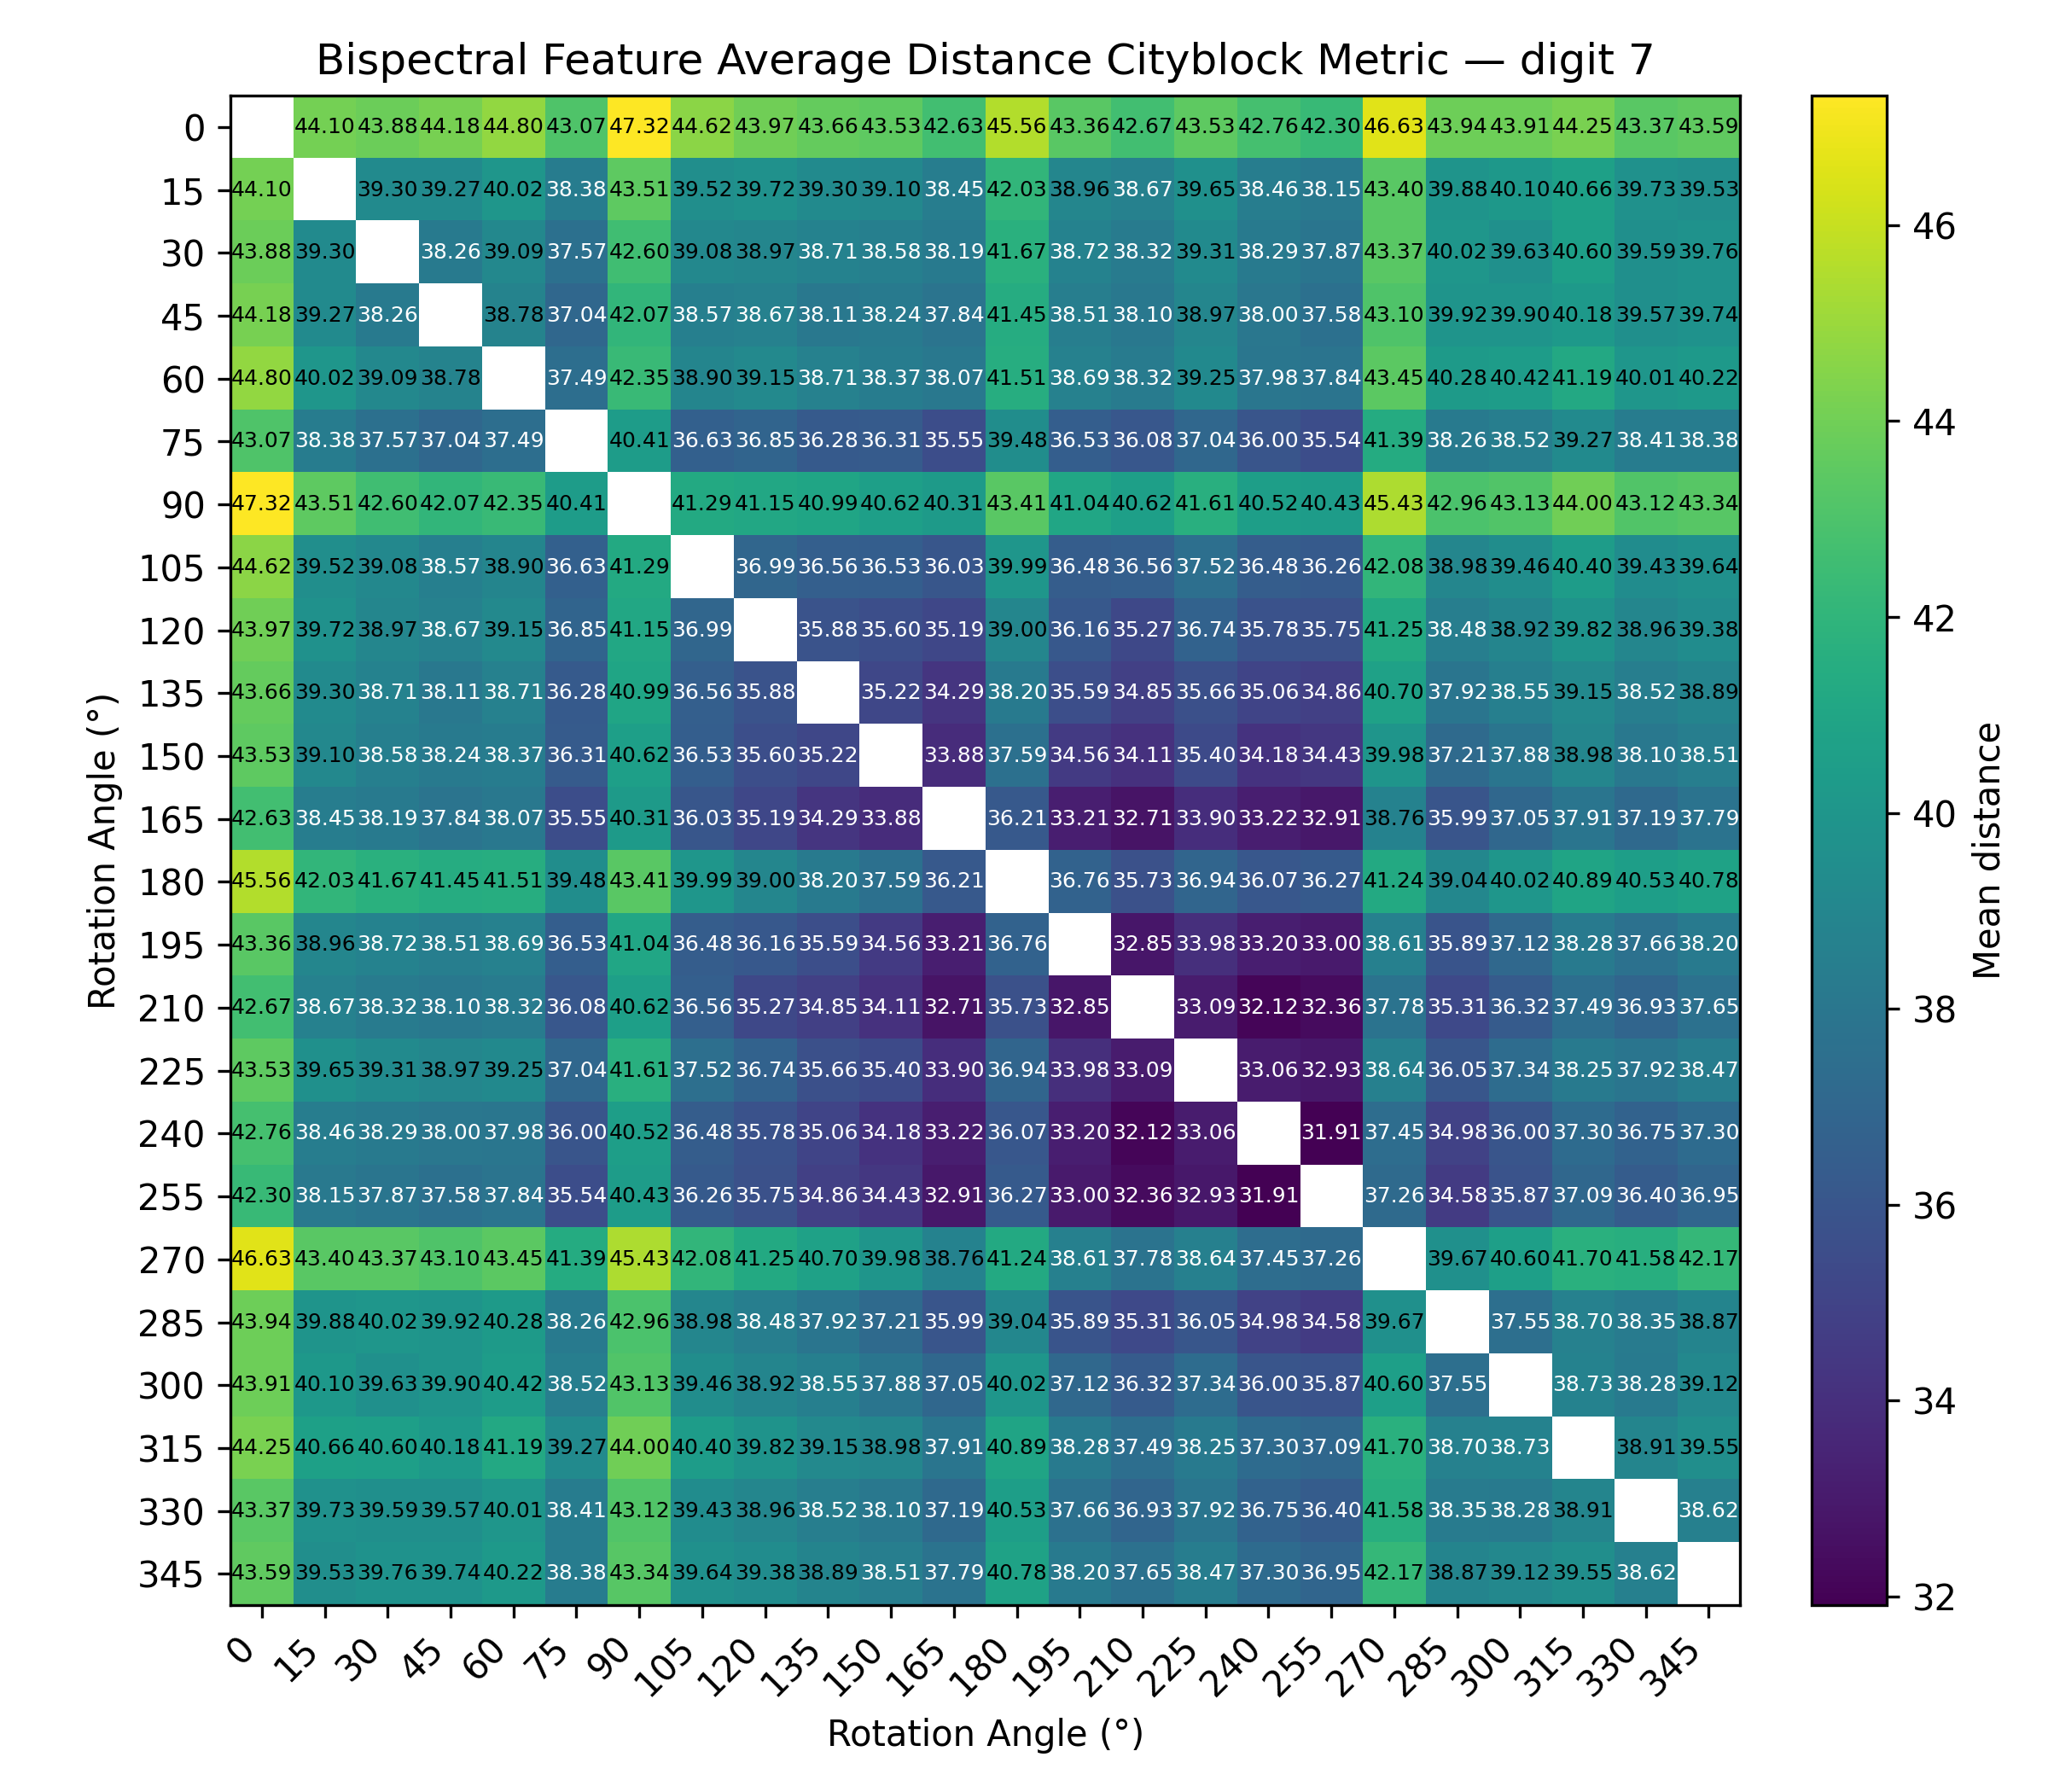 Bispectral Feature Average Distance Cityblock Metric — digit 7
0 44.10 43.88 44.18 44.80 43.07 47.32 44.62 43.97 43.66 43.53 42.63 45.56 43.36 42.67 43.53 42.76 42.30 46.63 43.94 43.91 44.25 43.37 43.59
15 44.10 39.30 39.27 40.02 38.38 43.51 39.52 39.72 39.30 39.10 38.45 42.03 38.96 38.67 39.65 38.46 38.15 43.40 39.88 40.10 40.66 39.73 39.53
30 43.88 39.30 38.26 39.09 37.57 42.60 39.08 38.97 38.71 38.58 38.19 41.67 38.72 38.32 39.31 38.29 37.87 43.37 40.02 39.63 40.60 39.59 39.76
45 44.18 39.27 38.26 38.78 37.04 42.07 38.57 38.67 38.11 38.24 37.84 41.45 38.51 38.10 38.97 38.00 37.58 43.10 39.92 39.90 40.18 39.57 39.74
60 44.80 40.02 39.09 38.78 37.49 42.35 38.90 39.15 38.71 38.37 38.07 41.51 38.69 38.32 39.25 37.98 37.84 43.45 40.28 40.42 41.19 40.01 40.22
75 43.07 38.38 37.57 37.04 37.49 40.41 36.63 36.85 36.28 36.31 35.55 39.48 36.53 36.08 37.04 36.00 35.54 41.39 38.26 38.52 39.27 38.41 38.38
90 47.32 43.51 42.60 42.07 42.35 40.41 41.29 41.15 40.99 40.62 40.31 43.41 41.04 40.62 41.61 40.52 40.43 45.43 42.96 43.13 44.00 43.12 43.34
105 44.62 39.52 39.08 38.57 38.90 36.63 41.29 36.99 36.56 36.53 36.03 39.99 36.48 36.56 37.52 36.48 36.26 42.08 38.98 39.46 40.40 39.43 39.64
120 43.97 39.72 38.97 38.67 39.15 36.85 41.15 36.99 35.88 35.60 35.19 39.00 36.16 35.27 36.74 35.78 35.75 41.25 38.48 38.92 39.82 38.96 39.38
135 43.66 39.30 38.71 38.11 38.71 36.28 40.99 36.56 35.88 35.22 34.29 38.20 35.59 34.85 35.66 35.06 34.86 40.70 37.92 38.55 39.15 38.52 38.89
150 43.53 39.10 38.58 38.24 38.37 36.31 40.62 36.53 35.60 35.22 33.88 37.59 34.56 34.11 35.40 34.18 34.43 39.98 37.21 37.88 38.98 38.10 38.51
165 42.63 38.45 38.19 37.84 38.07 35.55 40.31 36.03 35.19 34.29 33.88 36.21 33.21 32.71 33.90 33.22 32.91 38.76 35.99 37.05 37.91 37.19 37.79
180 45.56 42.03 41.67 41.45 41.51 39.48 43.41 39.99 39.00 38.20 37.59 36.21 36.76 35.73 36.94 36.07 36.27 41.24 39.04 40.02 40.89 40.53 40.78
195 43.36 38.96 38.72 38.51 38.69 36.53 41.04 36.48 36.16 35.59 34.56 33.21 36.76 32.85 33.98 33.20 33.00 38.61 35.89 37.12 38.28 37.66 38.20
210 42.67 38.67 38.32 38.10 38.32 36.08 40.62 36.56 35.27 34.85 34.11 32.71 35.73 32.85 33.09 32.12 32.36 37.78 35.31 36.32 37.49 36.93 37.65
225 43.53 39.65 39.31 38.97 39.25 37.04 41.61 37.52 36.74 35.66 35.40 33.90 36.94 33.98 33.09 33.06 32.93 38.64 36.05 37.34 38.25 37.92 38.47
240 42.76 38.46 38.29 38.00 37.98 36.00 40.52 36.48 35.78 35.06 34.18 33.22 36.07 33.20 32.12 33.06 31.91 37.45 34.98 36.00 37.30 36.75 37.30
255 42.30 38.15 37.87 37.58 37.84 35.54 40.43 36.26 35.75 34.86 34.43 32.91 36.27 33.00 32.36 32.93 31.91 37.26 34.58 35.87 37.09 36.40 36.95
270 46.63 43.40 43.37 43.10 43.45 41.39 45.43 42.08 41.25 40.70 39.98 38.76 41.24 38.61 37.78 38.64 37.45 37.26 39.67 40.60 41.70 41.58 42.17
285 43.94 39.88 40.02 39.92 40.28 38.26 42.96 38.98 38.48 37.92 37.21 35.99 39.04 35.89 35.31 36.05 34.98 34.58 39.67 37.55 38.70 38.35 38.87
300 43.91 40.10 39.63 39.90 40.42 38.52 43.13 39.46 38.92 38.55 37.88 37.05 40.02 37.12 36.32 37.34 36.00 35.87 40.60 37.55 38.73 38.28 39.12
315 44.25 40.66 40.60 40.18 41.19 39.27 44.00 40.40 39.82 39.15 38.98 37.91 40.89 38.28 37.49 38.25 37.30 37.09 41.70 38.70 38.73 38.91 39.55
330 43.37 39.73 39.59 39.57 40.01 38.41 43.12 39.43 38.96 38.52 38.10 37.19 40.53 37.66 36.93 37.92 36.75 36.40 41.58 38.35 38.28 38.91 38.62
345 43.59 39.53 39.76 39.74 40.22 38.38 43.34 39.64 39.38 38.89 38.51 37.79 40.78 38.20 37.65 38.47 37.30 36.95 42.17 38.87 39.12 39.55 38.62
0 15 30 45 60 75 90 105 120 135 150 165 180 195 210 225 240 255 270 285 300 315 330 345
Rotation Angle (°)
Rotation Angle (°)
46
44
42
40
38
36
34
32
Mean distance